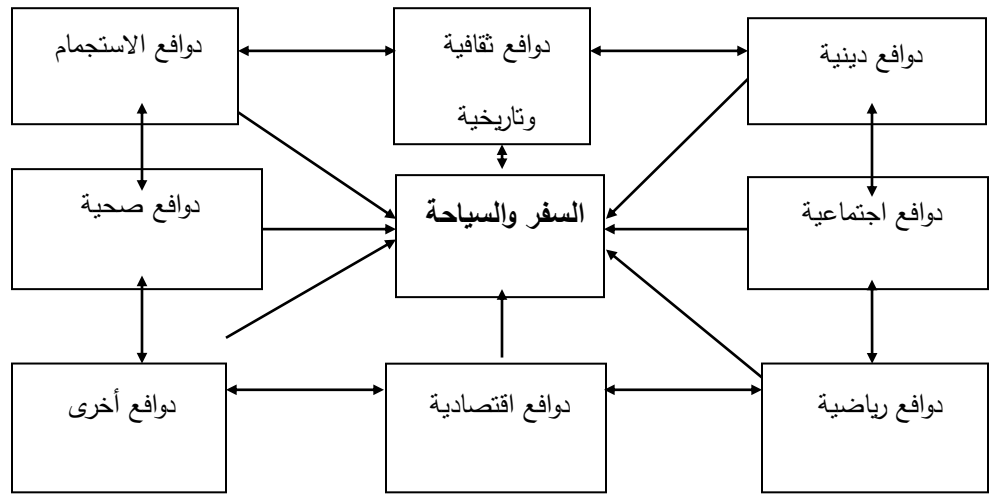 دوافع دينية
دوافع ثقافية
وتاريخية
دوافع الاستجمام
دوافع اجتماعية
السفر والسياحة
دوافع صحية
دوافع رياضية
دوافع اقتصادية
دوافع أخرى